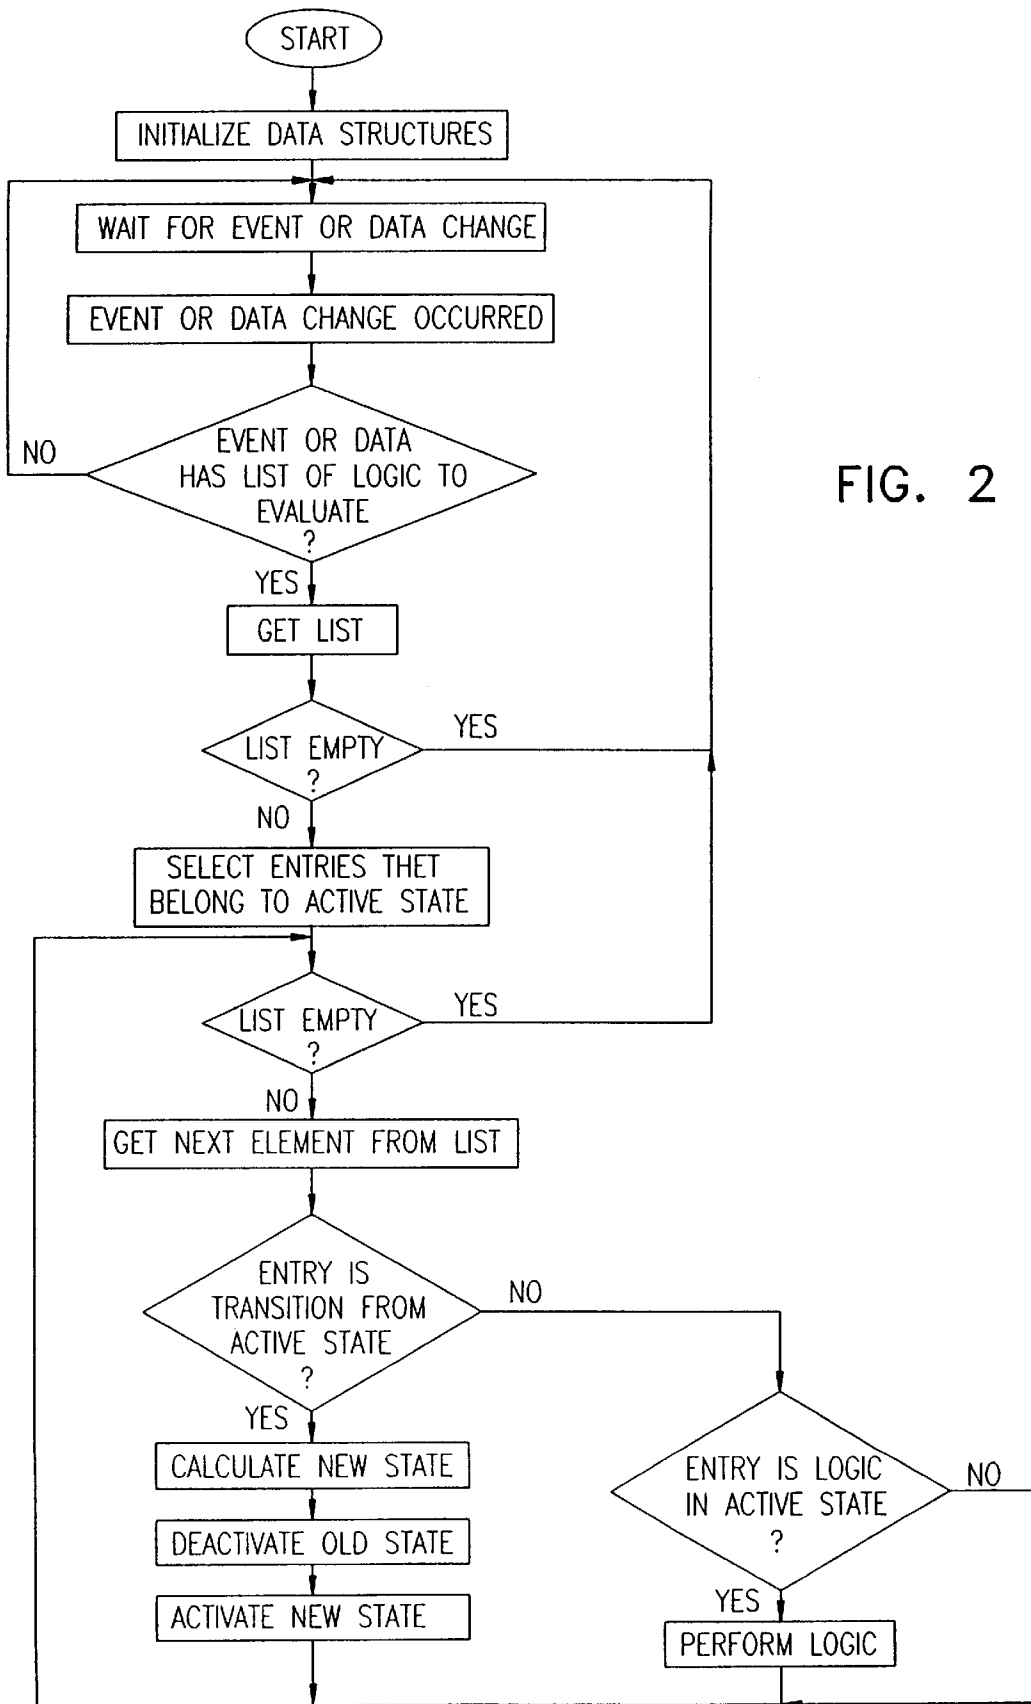 START
INITIALIZE DATA STRUCTURES
WAIT FOR EVENT OR DATA CHANGE
EVENT OR DATA CHANGE OCCURRED
EVENT OR DATA
HAS LIST OF LOGIC TO
EVALUATE
?
NO
FIG. 2
YES
GET LIST
LIST EMPTY
?
YES
NO
SELECT ENTRIES THET
BELONG TO ACTIVE STATE
LIST EMPTY
?
YES
NO
GET NEXT ELEMENT FROM LIST
ENTRY IS
TRANSITION FROM
ACTIVE STATE
?
NO
YES
CALCULATE NEW STATE
DEACTIVATE OLD STATE
ACTIVATE NEW STATE
ENTRY IS LOGIC
IN ACTIVE STATE
?
NO
YES
PERFORM LOGIC